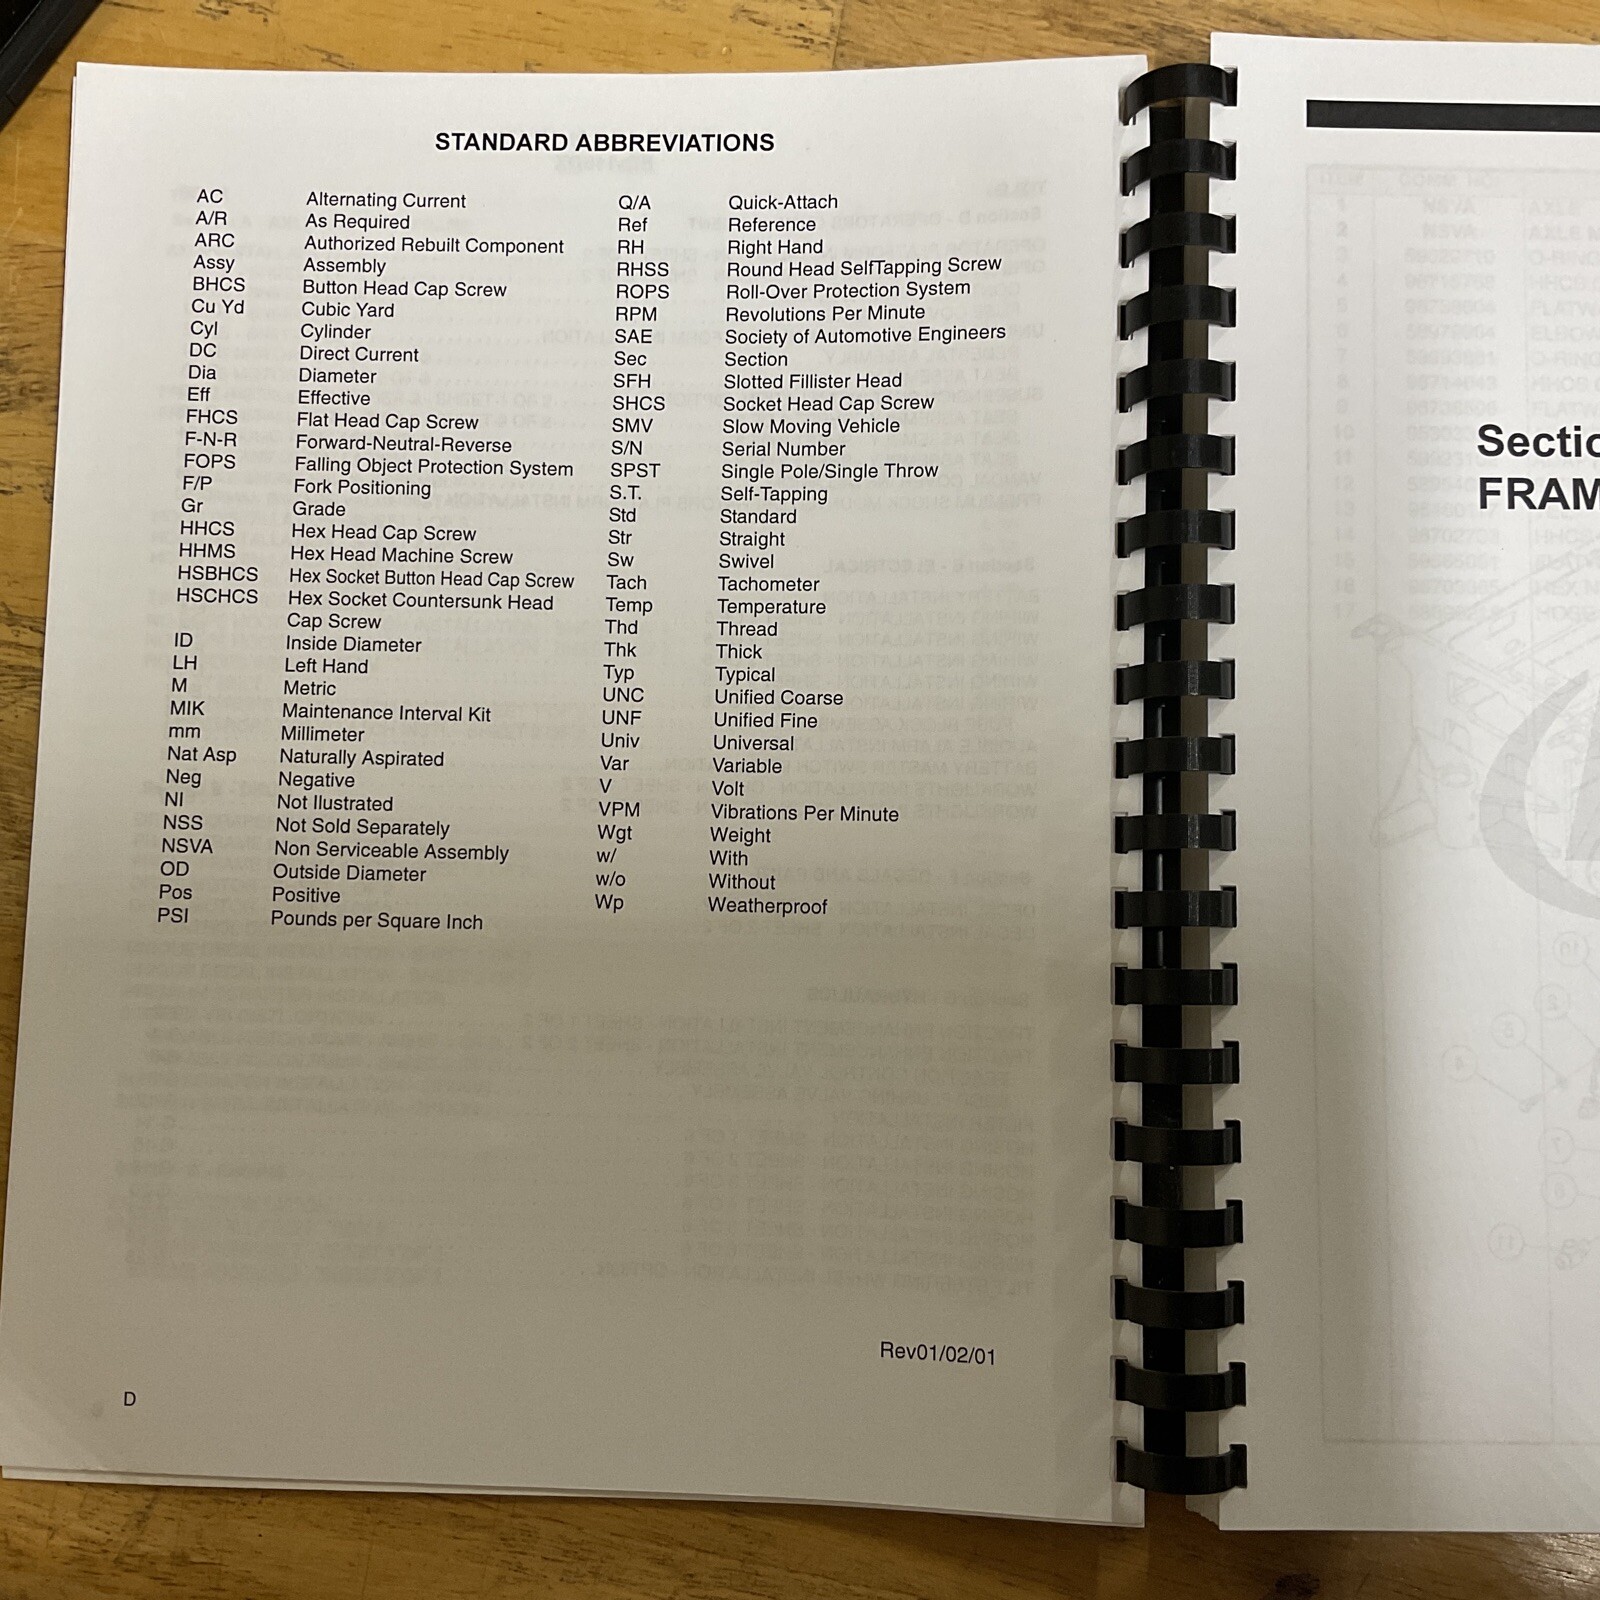 STANDARD ABBREVIATIONS
AC Alternating Current
A/R As Required
ARC Authorized Rebuilt Component
Assy Assembly
BHCS Button Head Cap Screw
Cu Yd Cubic Yard
Cyl Cylinder
DC Direct Current
Dia Diameter
Eff Effective
FHCS Flat Head Cap Screw
F-N-R Forward-Neutral-Reverse
FOPS Falling Object Protection System
F/P Fork Positioning
Gr Grade
HHCS Hex Head Cap Screw
HHMS Hex Head Machine Screw
HSBHCS Hex Socket Button Head Cap Screw
HSCHCS Hex Socket Countersunk Head
Cap Screw
ID Inside Diameter
LH Left Hand
M Metric
MIK Maintenance Interval Kit
mm Millimeter
Nat Asp Naturally Aspirated
Neg Negative
NI Not Illustrated
NSS Not Sold Separately
NSVA Non Serviceable Assembly
OD Outside Diameter
Pos Positive
PSI Pounds per Square Inch
Q/A Quick-Attach
Ref Reference
RH Right Hand
RHSS Round Head SelfTapping Screw
ROPS Roll-Over Protection System
RPM Revolutions Per Minute
SAE Society of Automotive Engineers
Sec Section
SFH Slotted Fillister Head
SHCS Socket Head Cap Screw
SMV Slow Moving Vehicle
S/N Serial Number
SPST Single Pole/Single Throw
S.T. Self-Tapping
Std Standard
Str Straight
Sw Swivel
Tach Tachometer
Temp Temperature
Thd Thread
Thk Thick
Typ Typical
UNC Unified Coarse
UNF Unified Fine
Univ Universal
Var Variable
V Volt
VPM Vibrations Per Minute
Wgt Weight
w/ With
w/o Without
Wp Weatherproof
Rev01/02/01
D
Sectio
FRAM